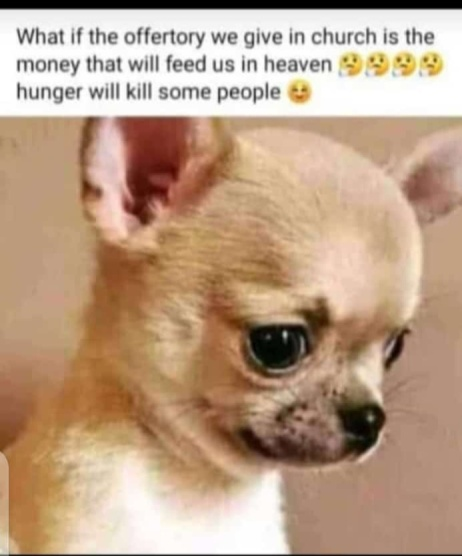 What if the offertory we give in church is the
money that will feed us in heaven 🤔🤔🤔🤔
hunger will kill some people 😊